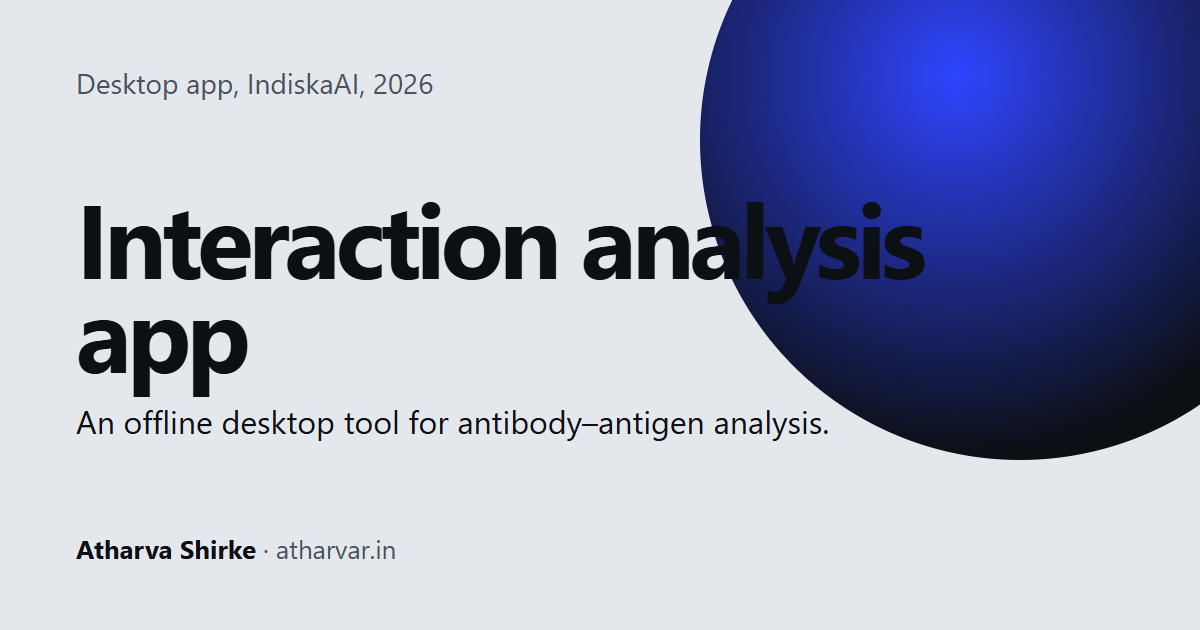 Desktop app, IndiskaAI, 2026
Interaction analysis
app
An offline desktop tool for antibody–antigen analysis.
Atharva Shirke · atharvar.in